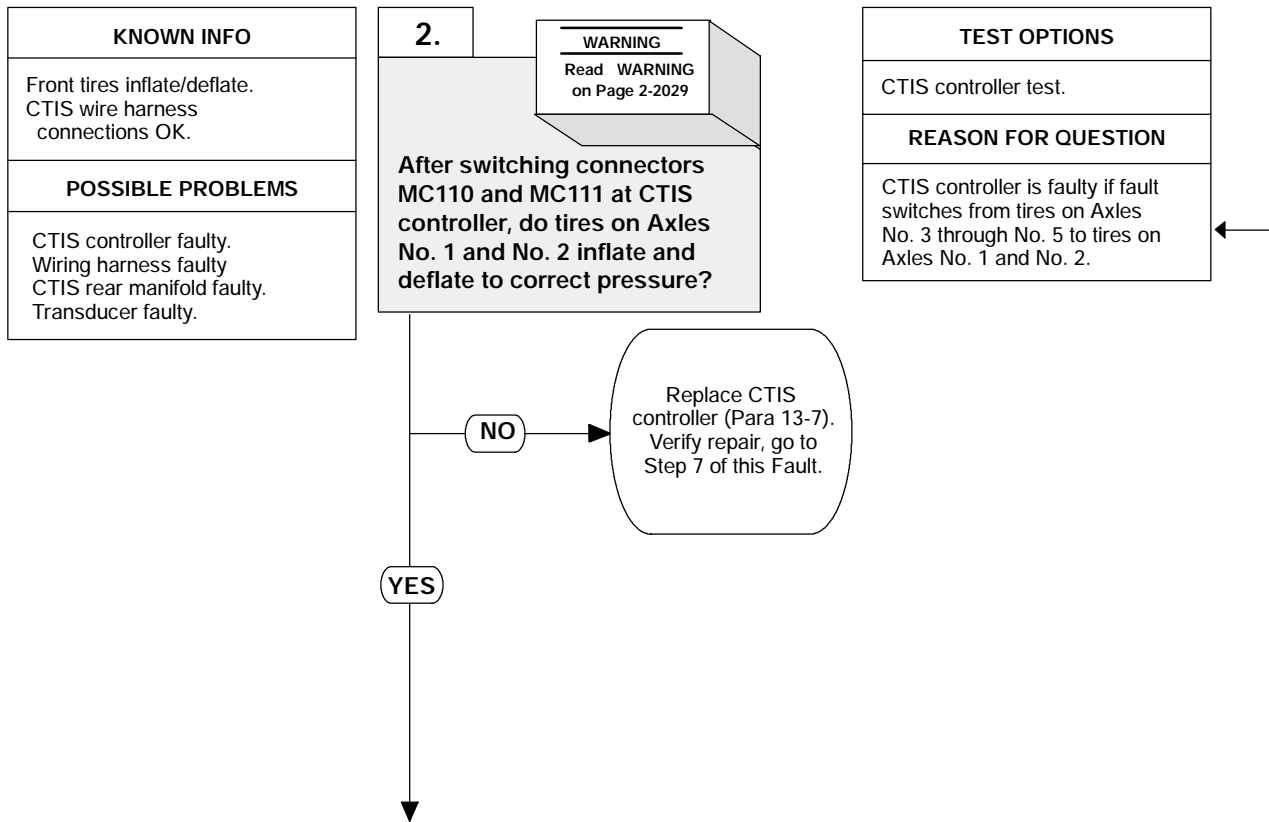 KNOWN INFO
Front tires inflate/deflate.
CTIS wire harness
connections OK.
POSSIBLE PROBLEMS
CTIS controller faulty.
Wiring harness faulty
CTIS rear manifold faulty.
Transducer faulty.
2.
WARNING
Read WARNING
on Page 2-2029
After switching connectors
MC110 and MC111 at CTIS
controller, do tires on Axles
No. 1 and No. 2 inflate and
deflate to correct pressure?
TEST OPTIONS
CTIS controller test.
REASON FOR QUESTION
CTIS controller is faulty if fault
switches from tires on Axles
No. 3 through No. 5 to tires on
Axles No. 1 and No. 2.
NO
Replace CTIS
controller (Para 13-7).
Verify repair, go to
Step 7 of this Fault.
YES